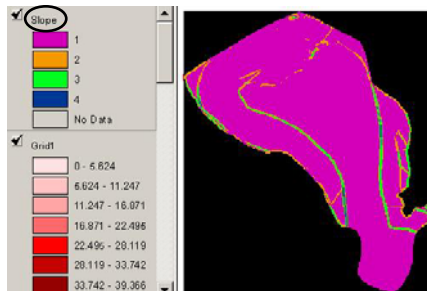 Slope
1
2
3
4
No Data
Grid1
0 - 5.624
5.624 - 11.247
11.247 - 16.871
16.871 - 22.495
22.495 - 28.119
28.119 - 33.742
33.742 - 39.366